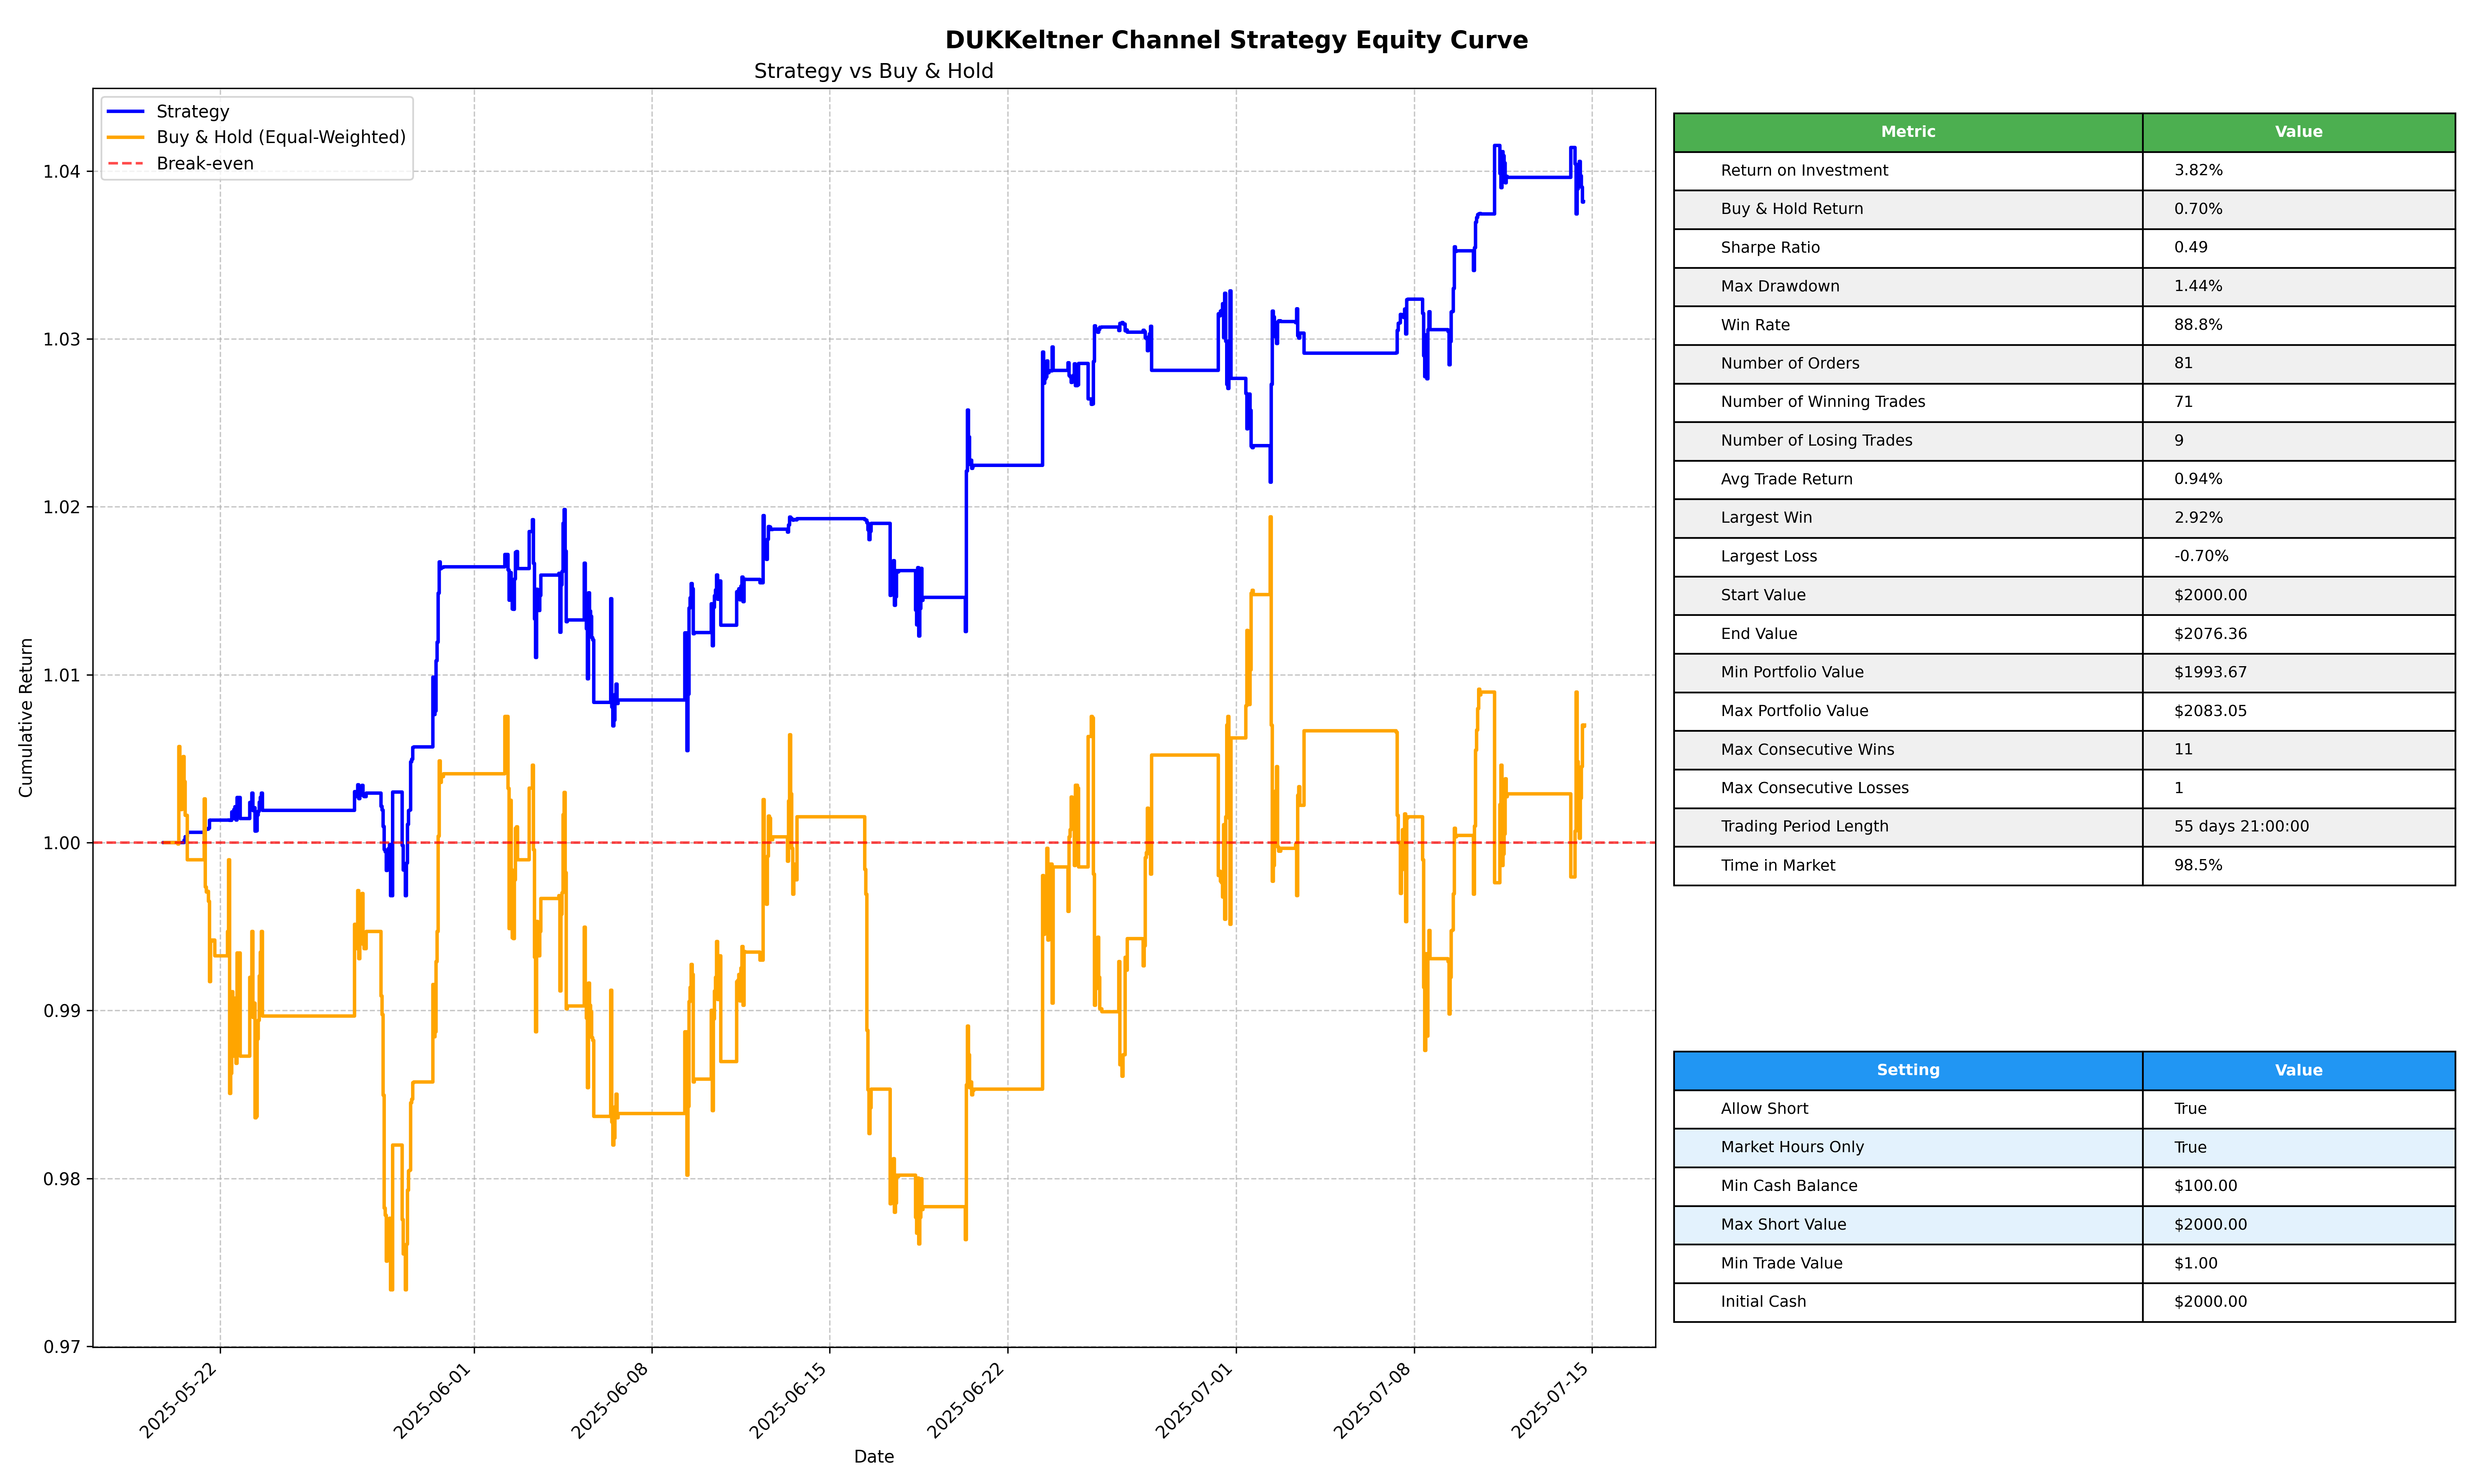 DUKKeltner Channel Strategy Equity Curve
Strategy vs Buy & Hold
Strategy
Buy & Hold (Equal-Weighted)
Break-even
Cumulative Return
1.04
1.03
1.02
1.01
1.00
0.99
0.98
0.97
2025-05-22
2025-06-01
2025-06-08
2025-06-15
2025-06-22
2025-07-01
2025-07-08
2025-07-15
Date
Metric Value
Return on Investment 3.82%
Buy & Hold Return 0.70%
Sharpe Ratio 0.49
Max Drawdown 1.44%
Win Rate 88.8%
Number of Orders 81
Number of Winning Trades 71
Number of Losing Trades 9
Avg Trade Return 0.94%
Largest Win 2.92%
Largest Loss -0.70%
Start Value $2000.00
End Value $2076.36
Min Portfolio Value $1993.67
Max Portfolio Value $2083.05
Max Consecutive Wins 11
Max Consecutive Losses 1
Trading Period Length 55 days 21:00:00
Time in Market 98.5%
Setting Value
Allow Short True
Market Hours Only True
Min Cash Balance $100.00
Max Short Value $2000.00
Min Trade Value $1.00
Initial Cash $2000.00